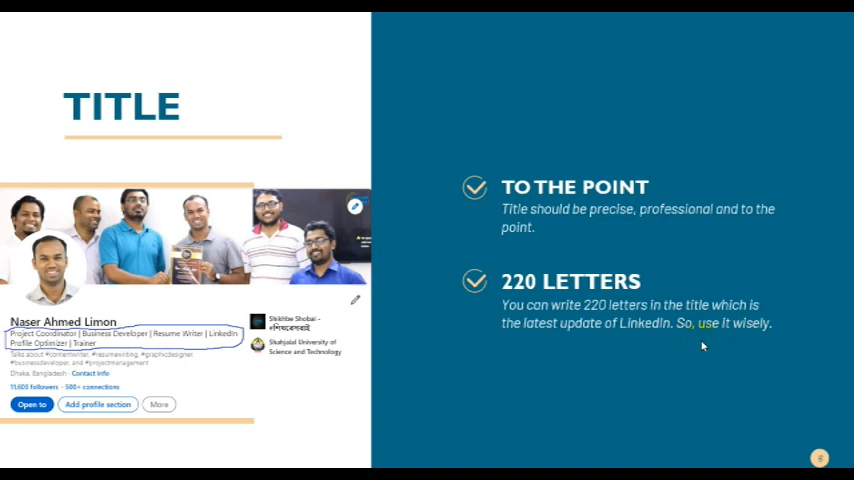 TITLE
Naser Ahmed Limon
Project Coordinator | Business Developer | Resume Writer | LinkedIn
Profile Optimizer | Trainer
Talks about #contentwriter, #resumewriting, #graphicdesigner,
#businessdeveloper, and #projectmanagement
Dhaka, Bangladesh · Contact info
11,603 followers · 500+ connections
Open to
Add profile section
More
Shikhbe Shobai -
#শিখবেসবাই
Shahjalal University of
Science and Technology
TO THE POINT
Title should be precise, professional and to the
point.
220 LETTERS
You can write 220 letters in the title which is
the latest update of LinkedIn. So, use it wisely.
6